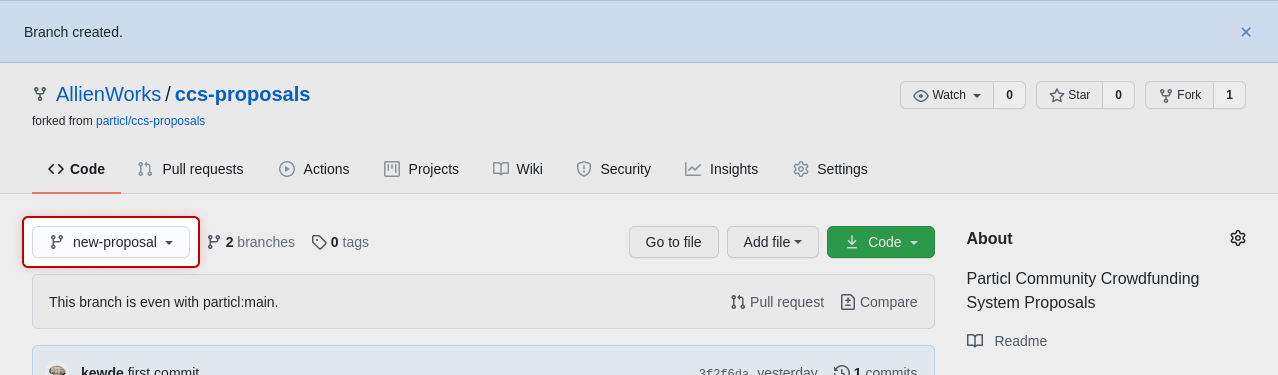 Branch created.
AllienWorks / ccs-proposals
Watch 0 Star 0 Fork 1
forked from particl/ccs-proposals
Code Pull requests Actions Projects Wiki Security Insights Settings
new-proposal 2 branches 0 tags Go to file Add file Code
About
Particl Community Crowdfunding
System Proposals
This branch is even with particl:main. Pull request Compare
Readme
kewde first commit 3f2f6da yesterday 1 commits